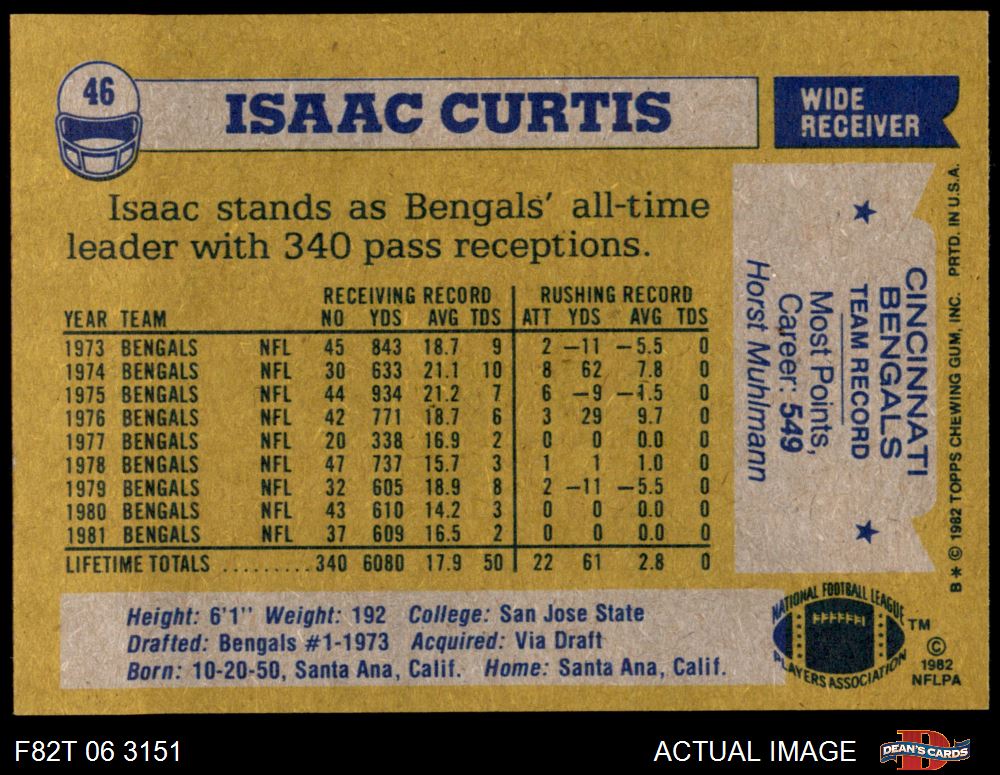 46
ISAAC CURTIS
WIDE
RECEIVER
Isaac stands as Bengals' all-time
leader with 340 pass receptions.
RECEIVING RECORD RUSHING RECORD
YEAR TEAM NO YDS AVG TDS ATT YDS AVG TDS
1973 BENGALS NFL 45 843 18.7 9 2 –11 –5.5 0
1974 BENGALS NFL 30 633 21.1 10 8 62 7.8 0
1975 BENGALS NFL 44 934 21.2 7 6 –9 –1.5 0
1976 BENGALS NFL 42 771 18.7 6 3 29 9.7 0
1977 BENGALS NFL 20 338 16.9 2 0 0 0.0 0
1978 BENGALS NFL 47 737 15.7 3 1 1 1.0 0
1979 BENGALS NFL 32 605 18.9 8 2 –11 –5.5 0
1980 BENGALS NFL 43 610 14.2 3 0 0 0.0 0
1981 BENGALS NFL 37 609 16.5 2 0 0 0.0 0
LIFETIME TOTALS ......... 340 6080 17.9 50 22 61 2.8 0
Height: 6'1" Weight: 192 College: San Jose State
Drafted: Bengals #1-1973 Acquired: Via Draft
Born: 10-20-50, Santa Ana, Calif. Home: Santa Ana, Calif.
CINCINNATI
BENGALS
TEAM RECORD
Most Points,
Career: 549
Horst Muhlmann
B * © 1982 TOPPS CHEWING GUM, INC. PRTD. IN U.S.A.
NATIONAL FOOTBALL LEAGUE
PLAYERS ASSOCIATION
TM
©
1982
NFLPA
F82T 06 3151
ACTUAL IMAGE
DEAN'S CARDS